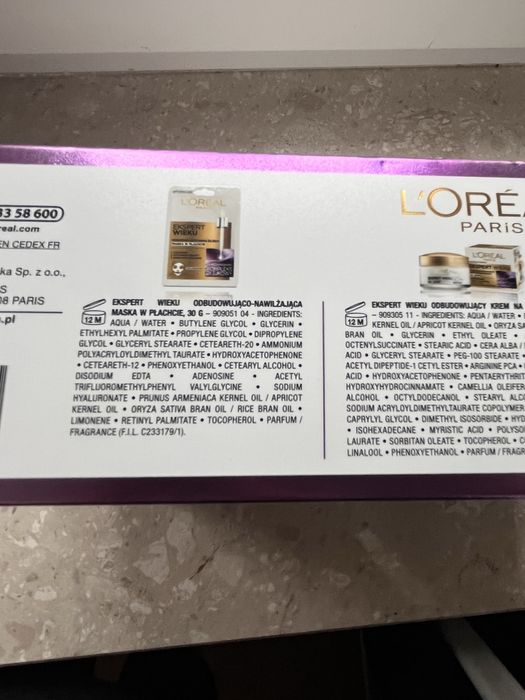 33 58 600
real.com
EN CEDEX FR
ka Sp. z o.o.,
S
08 PARIS
.pl
L'ORÉAL
EKSPERT
WIEKU
EKSPERT WIEKU ODBUDOWUJĄCO-NAWILŻAJĄCA
MASKA W PŁACHCIE, 30 G - 909051 04 - INGREDIENTS:
12 M
AQUA / WATER • BUTYLENE GLYCOL • GLYCERIN •
ETHYLHEXYL PALMITATE • PROPYLENE GLYCOL • DIPROPYLENE
GLYCOL • GLYCERYL STEARATE • CETEARETH-20 • AMMONIUM
POLYACRYLOYLDIMETHYL TAURATE • HYDROXYACETOPHENONE
• CETEARETH-12 • PHENOXYETHANOL • CETEARYL ALCOHOL •
DISODIUM EDTA • ADENOSINE • ACETYL
TRIFLUOROMETHYLPHENYL VALYLGLYCINE • SODIUM
HYALURONATE • PRUNUS ARMENIACA KERNEL OIL / APRICOT
KERNEL OIL • ORYZA SATIVA BRAN OIL / RICE BRAN OIL •
LIMONENE • RETINYL PALMITATE • TOCOPHEROL • PARFUM /
FRAGRANCE (F.I.L. C233179/1).
L'ORÉA
PARIS
L'ORÉAL
EKSPERT WIEKU ODBUDOWUJĄCY KREM NA
12 M
- 909305 11 - INGREDIENTS: AQUA / WATER •
KERNEL OIL / APRICOT KERNEL OIL • ORYZA SA
BRAN OIL • GLYCERIN • ETHYL OLEATE •
OCTENYLSUCCINATE • STEARIC ACID • CERA ALBA /
ACID • GLYCERYL STEARATE • PEG-100 STEARATE •
ACETYL DIPEPTIDE-1 CETYL ESTER • ARGININE PCA •
ACID • HYDROXYACETOPHENONE • PENTAERYTHRIT
HYDROXYHYDROCINNAMATE • CAMELLIA OLEIFER
ALCOHOL • OCTYLDODECANOL • STEARYL ALC
SODIUM ACRYLOYLDIMETHYLTAURATE COPOLYMER
CAPRYLYL GLYCOL • DIMETHYL ISOSORBIDE • HYD
• ISOHEXADECANE • MYRISTIC ACID • POLYSO
LAURATE • SORBITAN OLEATE • TOCOPHEROL • C
LINALOOL • PHENOXYETHANOL • PARFUM / FRAGR